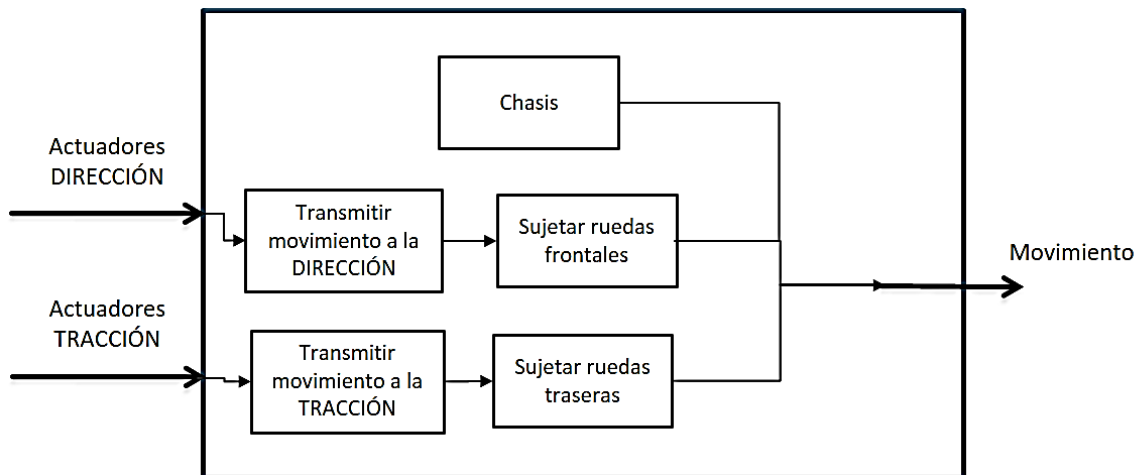 Chasis
Actuadores
DIRECCIÓN
Transmitir
movimiento a la
DIRECCIÓN
Sujetar ruedas
frontales
Movimiento
Actuadores
TRACCIÓN
Transmitir
movimiento a la
TRACCIÓN
Sujetar ruedas
traseras